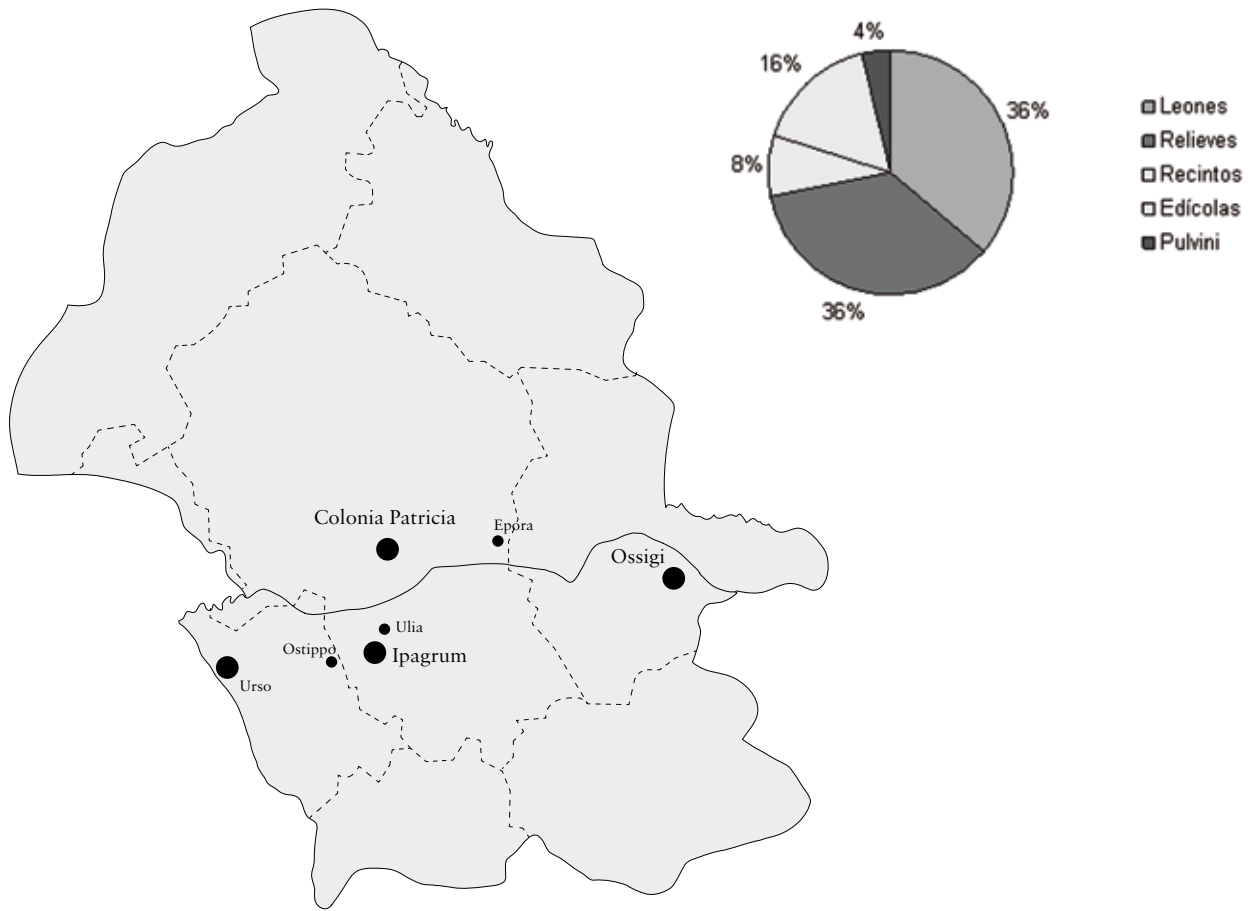 4%
16%
36%
8%
36%
Leones
Relieves
Recintos
Edícolas
Pulvini
Colonia Patricia
Epora
Ossigi
Ulia
Ostippo
Ipagrum
Urso